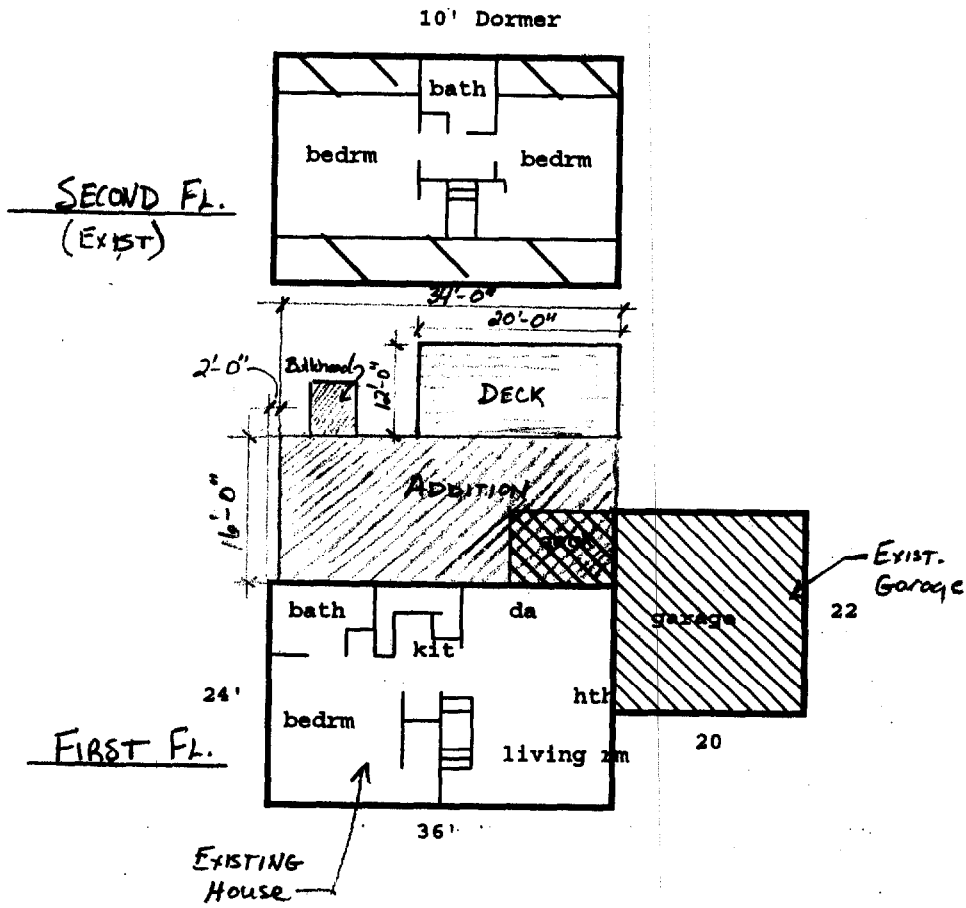 10' Dormer
bath
bedrm
bedrm
SECOND FL.
(EXIST)
34'-0"
20'-0"
2'-0"
Bulkhead
12'-0"
DECK
16'-0"
ADDITION
EXIST.
Garage
bath
da
garage
22
kit
24'
hth
bedrm
20
FIRST FL.
living rm
36'
EXISTING
HOUSE